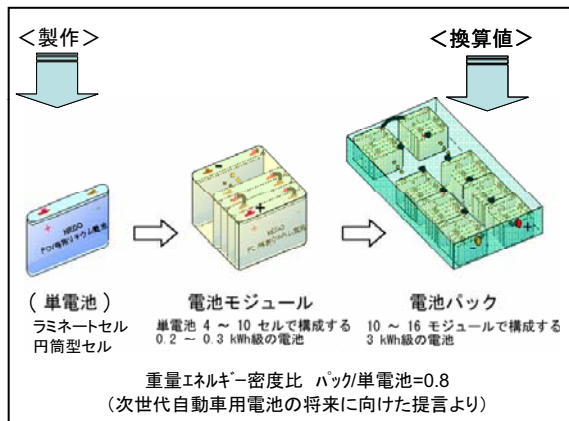 ＜製作＞
＜換算値＞
NEDO
NEDO
(単電池)
ラミネートセル
円筒型セル
電池モジュール
単電池 4 ～ 10 セルで構成する
0.2 ～ 0.3 kWh級の電池
電池パック
10 ～ 16 モジュールで構成する
3 kWh級の電池
重量ｴﾈﾙｷﾞｰ密度比 ﾊﾟｯｸ/単電池=0.8
（次世代自動車用電池の将来に向けた提言より）